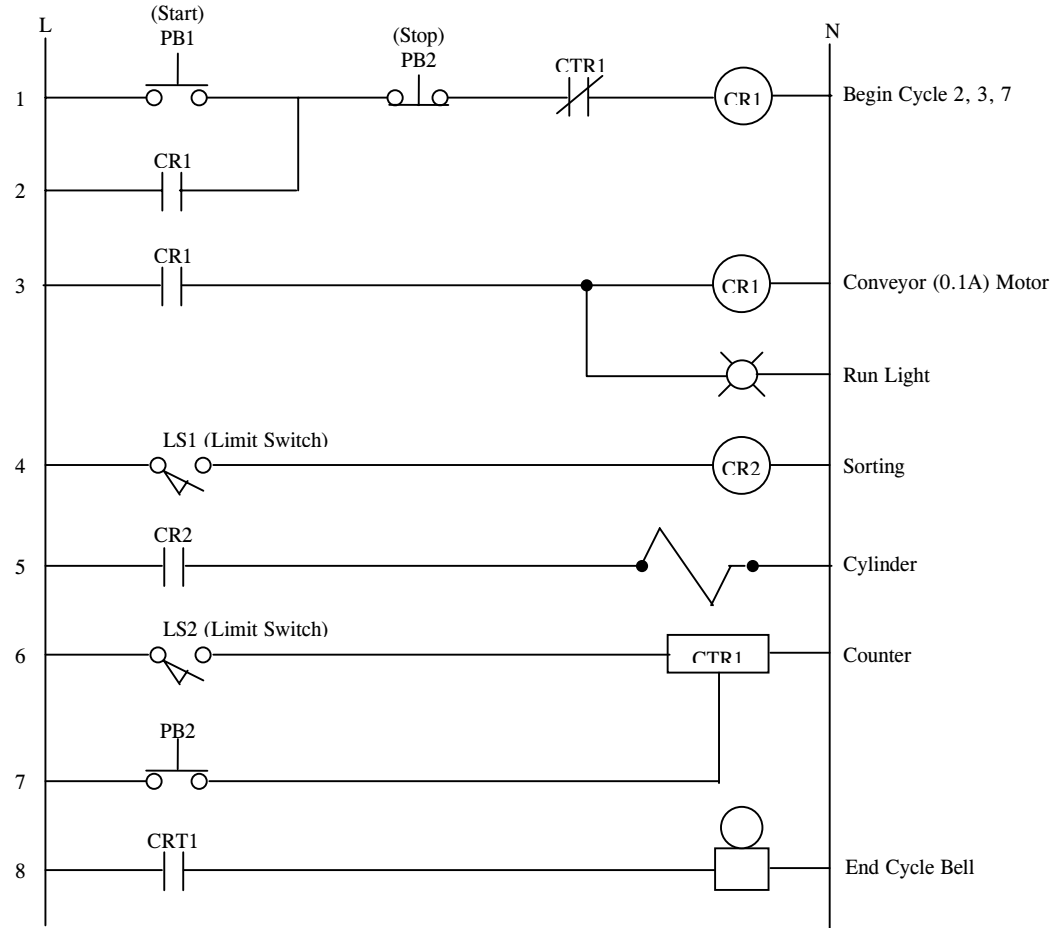 L
(Start)
PB1
(Stop)
PB2
CTR1
N
1
CR1
Begin Cycle 2, 3, 7
CR1
2
CR1
3
CR1
Conveyor (0.1A) Motor
Run Light
LS1 (Limit Switch)
4
CR2
Sorting
CR2
5
Cylinder
LS2 (Limit Switch)
6
CTR1
Counter
PB2
7
CRT1
8
End Cycle Bell